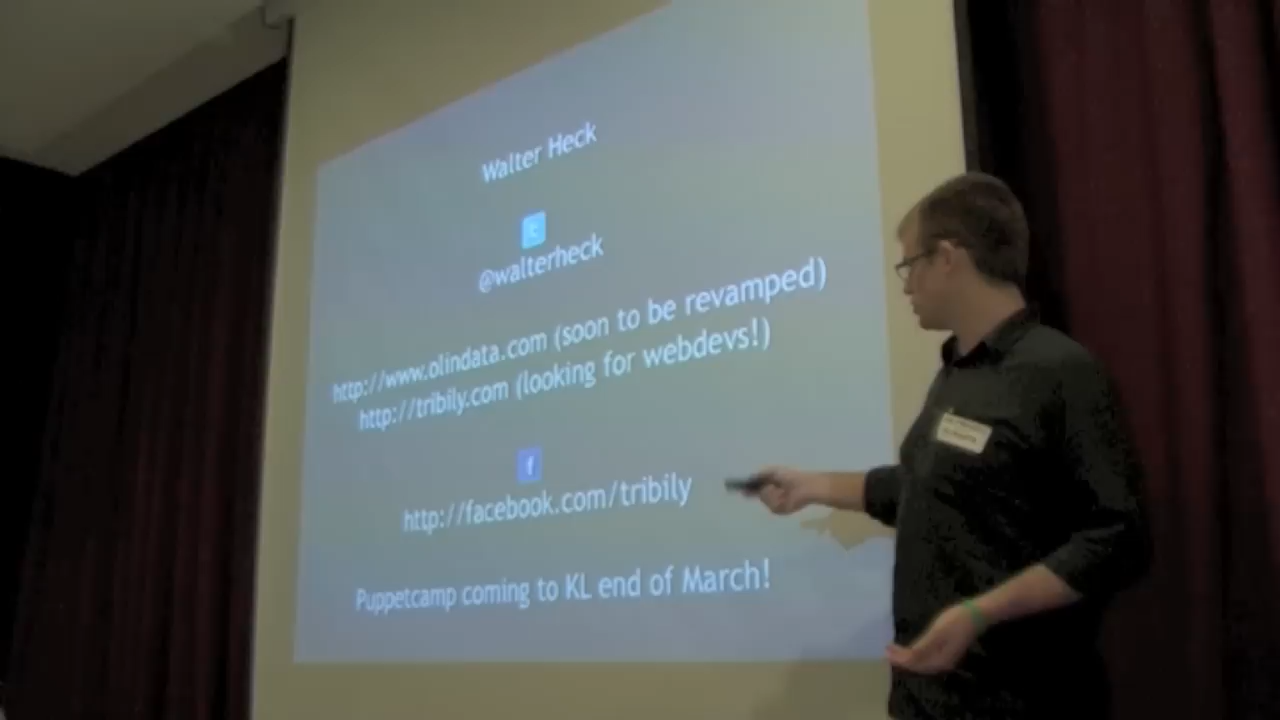 Walter Heck
t
@walterheck
http://www.olindata.com (soon to be revamped)
http://tribily.com (looking for webdevs!)
f
http://facebook.com/tribily
Puppetcamp coming to KL end of March!